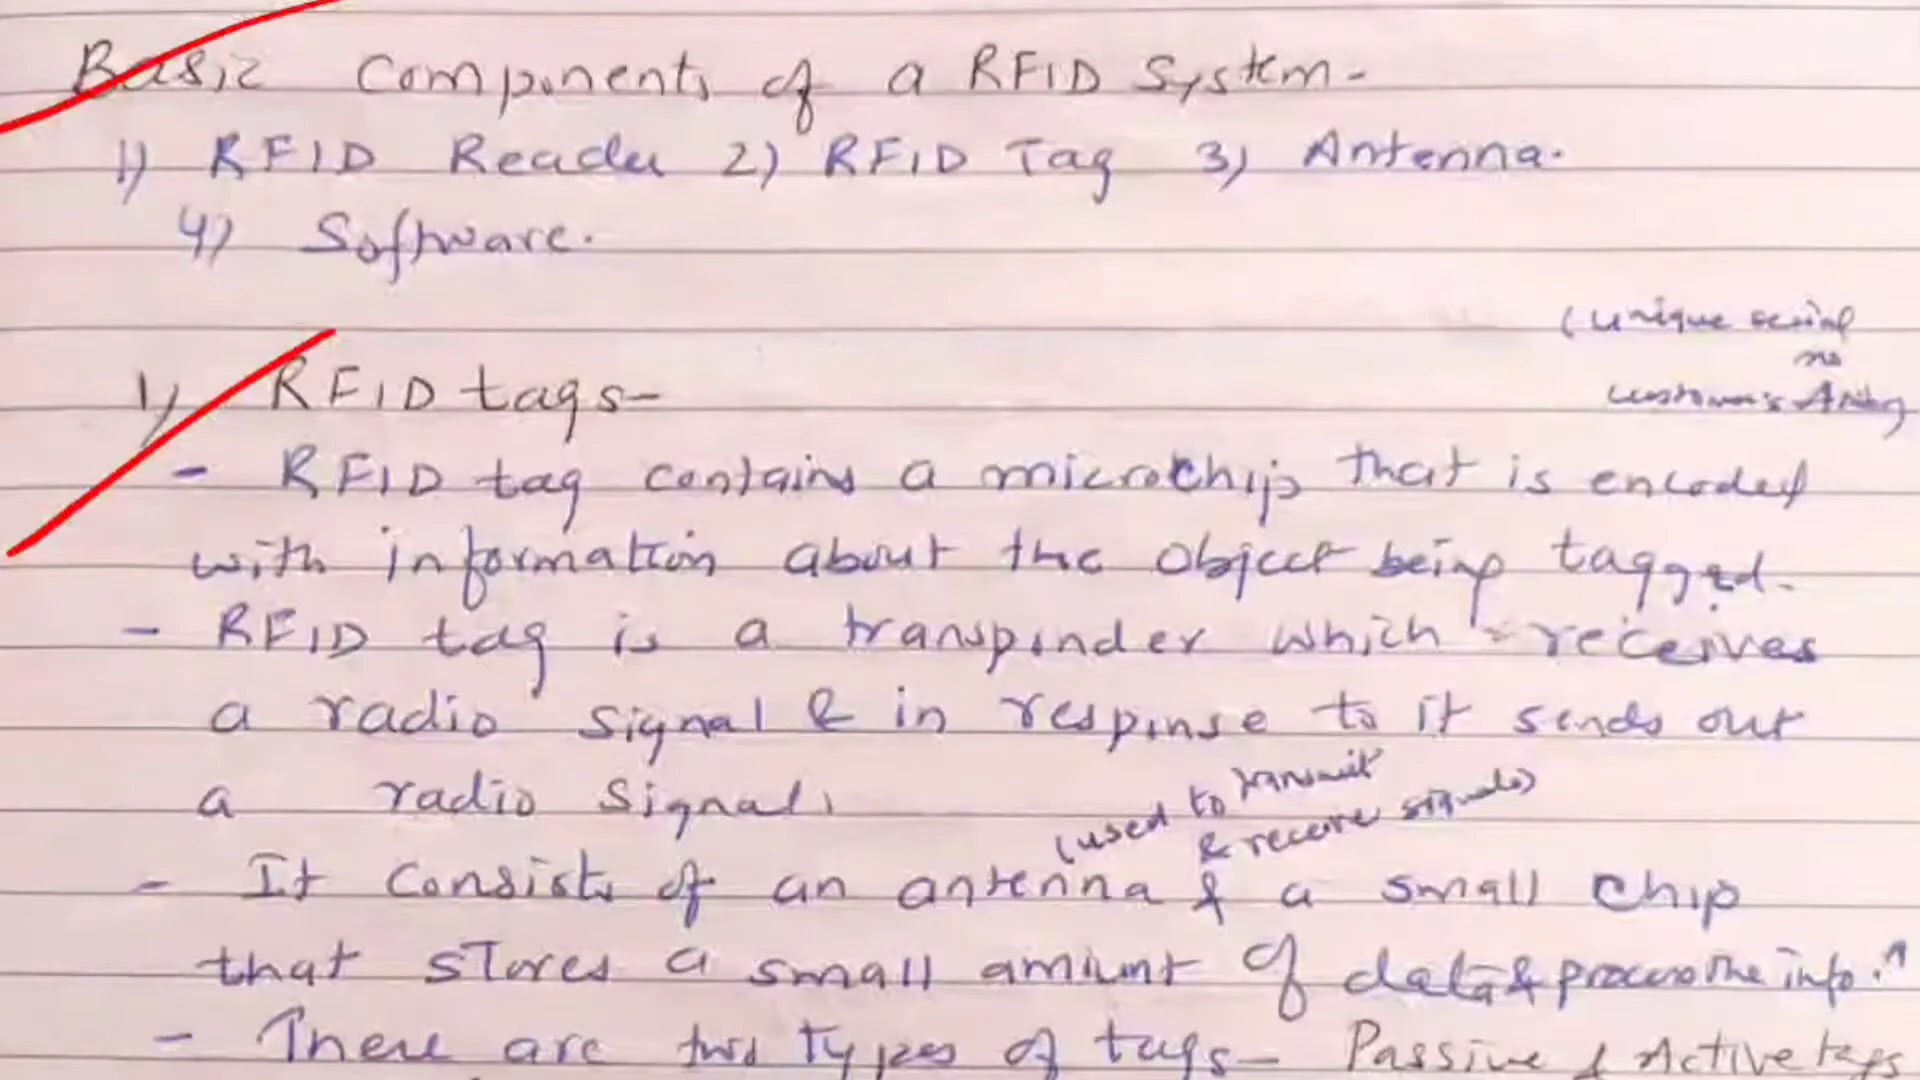 Basic Components of a RFID System-
1) RFID Reader 2) RFID Tag 3) Antenna.
4) Software.
(unique serial
no
customer's
1) RFID tags-
- RFID tag contains a microchip that is encoded
with information about the object being tagged.
- RFID tag is a transponder which receives
a radio signal & in response to it sends out
a radio signal.
(used to transmit
& receive signals)
- It consists of an antenna & a small chip
that stores a small amount of data & process the info.n
- There are two types of tags- Passive & Active tags